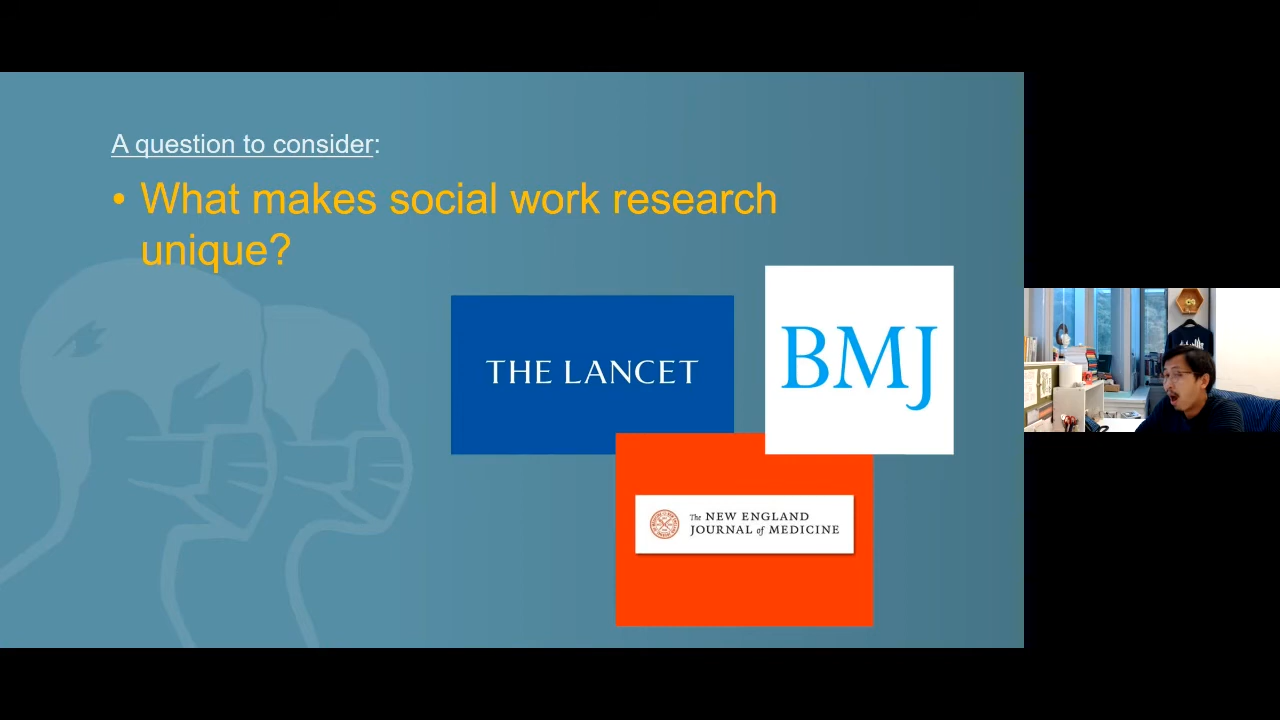 A question to consider:
• What makes social work research
unique?
THE LANCET
BMJ
The NEW ENGLAND
JOURNAL of MEDICINE